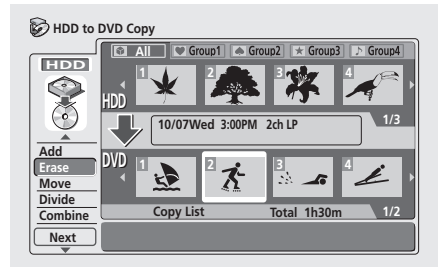 HDD to DVD Copy
All Group1 Group2 Group3 Group4
HDD
1 2 3 4
HDD
1/3
10/07Wed 3:00PM 2ch LP
DVD
1 2 3 4
Add
Erase
Move
Divide
Combine
Copy List Total 1h30m 1/2
Next